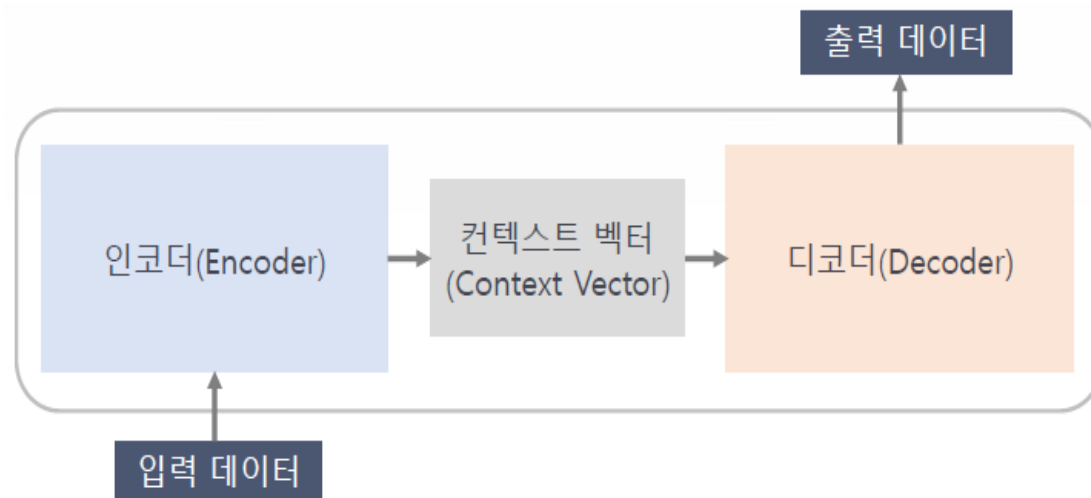 출력 데이터
인코더(Encoder)
컨텍스트 벡터
(Context Vector)
디코더(Decoder)
입력 데이터